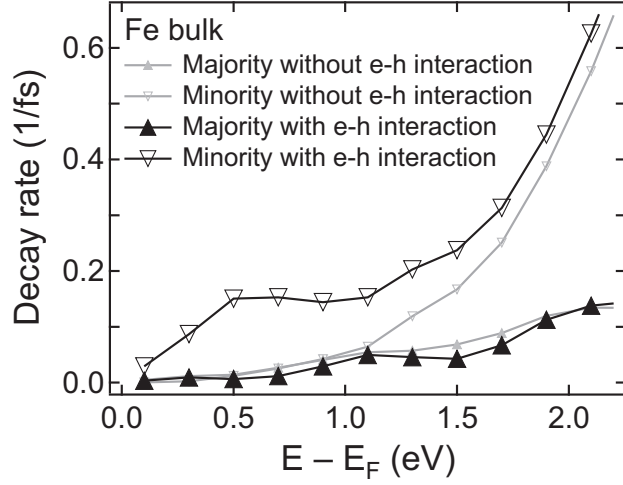 Fe bulk
Majority without e-h interaction
Minority without e-h interaction
Majority with e-h interaction
Minority with e-h interaction
Decay rate (1/fs)
0.6
0.4
0.2
0.0
0.0 0.5 1.0 1.5 2.0
E – E_F (eV)